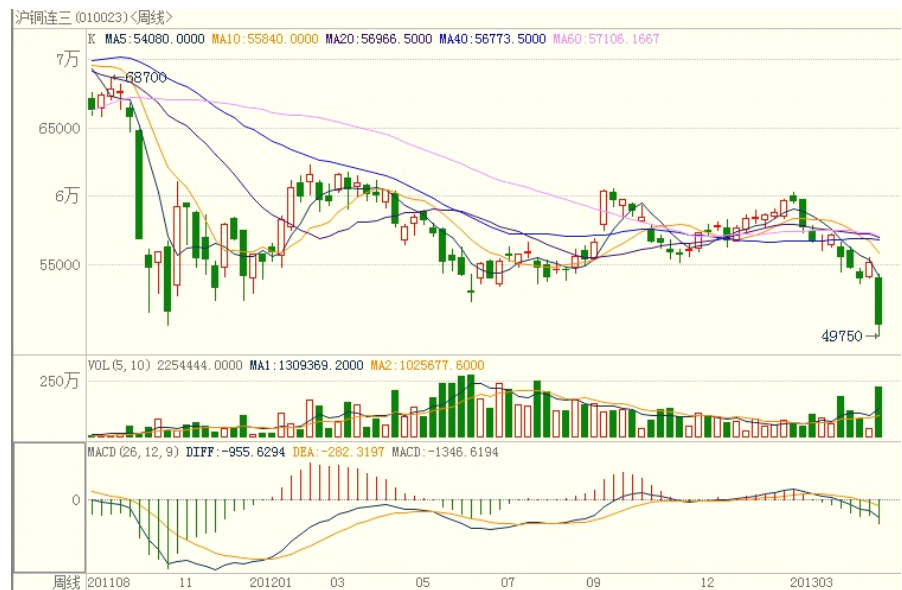 沪铜连三(010023)<周线>
K MA5:54080.0000 MA10:55840.0000 MA20:56966.5000 MA40:56773.5000 MA60:57106.1667
7万
68700
65000
6万
55000
49750
VOL(5,10) 2254444.0000 MA1:1309369.2000 MA2:1025677.6000
250万
MACD(26,12,9) DIFF:-955.6294 DEA:-282.3197 MACD:-1346.6194
0
周线 201108 11 201201 03 05 07 09 12 201303